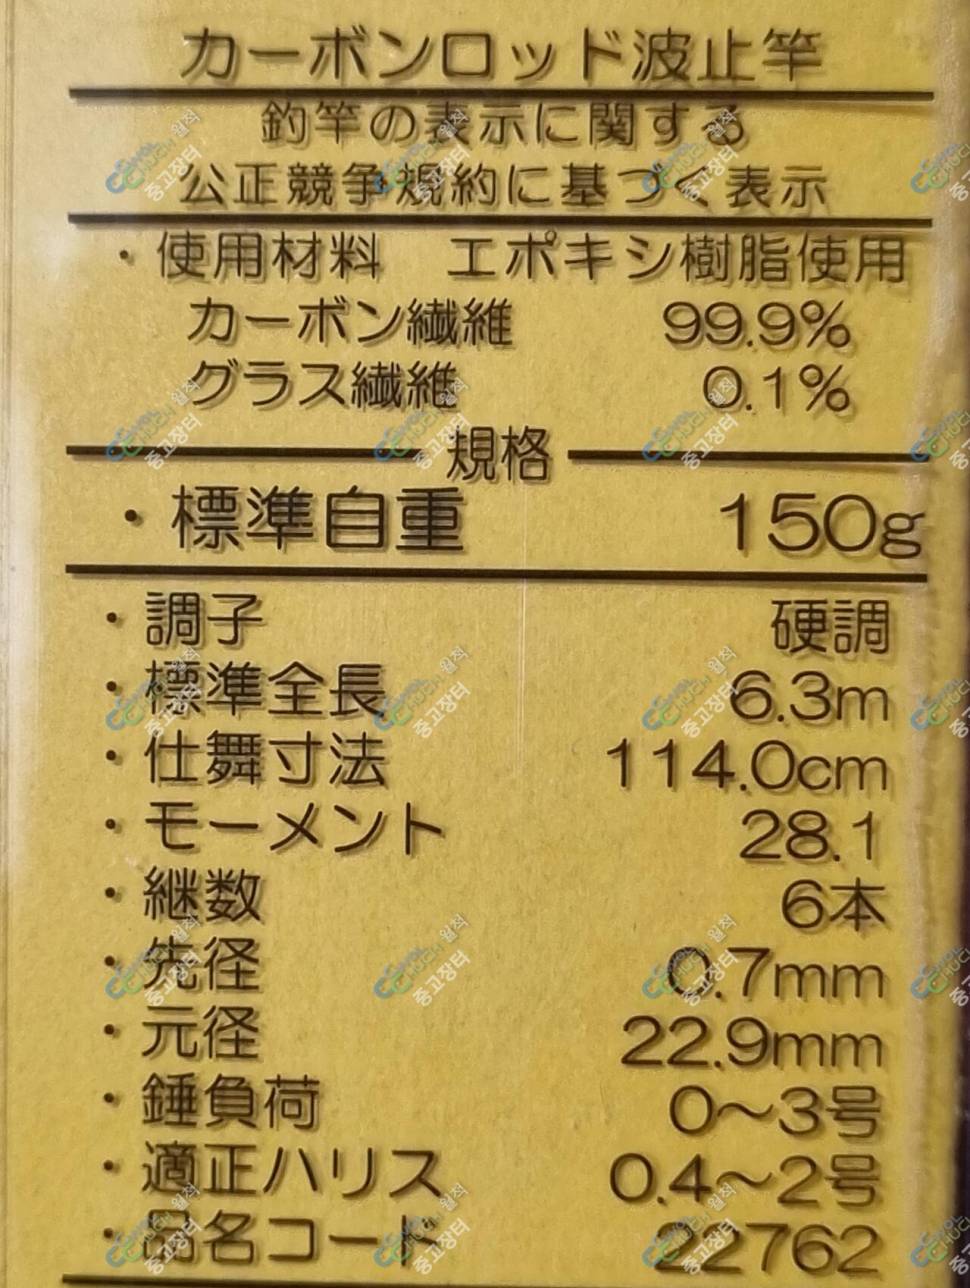 カーボンロッド波止竿
釣竿の表示に関する
公正競争規約に基づく表示
・使用材料 エポキシ樹脂使用
カーボン繊維 99.9%
グラス繊維 0.1%
規格
・標準自重 150g
・調子 硬調
・標準全長 6.3m
・仕舞寸法 114.0cm
・モーメント 28.1
・継数 6本
・先径 0.7mm
・元径 22.9mm
・錘負荷 0〜3号
・適正ハリス 0.4〜2号
・品名コード 22762